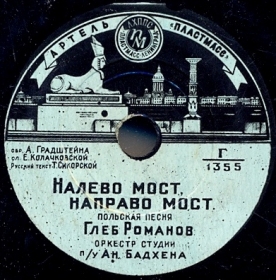 АРТЕЛЬ "ПЛАСТМАСС"
ЛЕНИНГРАД
обр. А. ГРАДШТЕЙНА
сл. Е. КОЛАЧКОВСКОЙ
Русский текст Т. СИКОРСКОЙ
Г
1355
НАЛЕВО МОСТ,
НАПРАВО МОСТ.
ПОЛЬСКАЯ ПЕСНЯ
ГЛЕБ РОМАНОВ
ОРКЕСТР СТУДИИ
П/У АН. БАДХЕНА